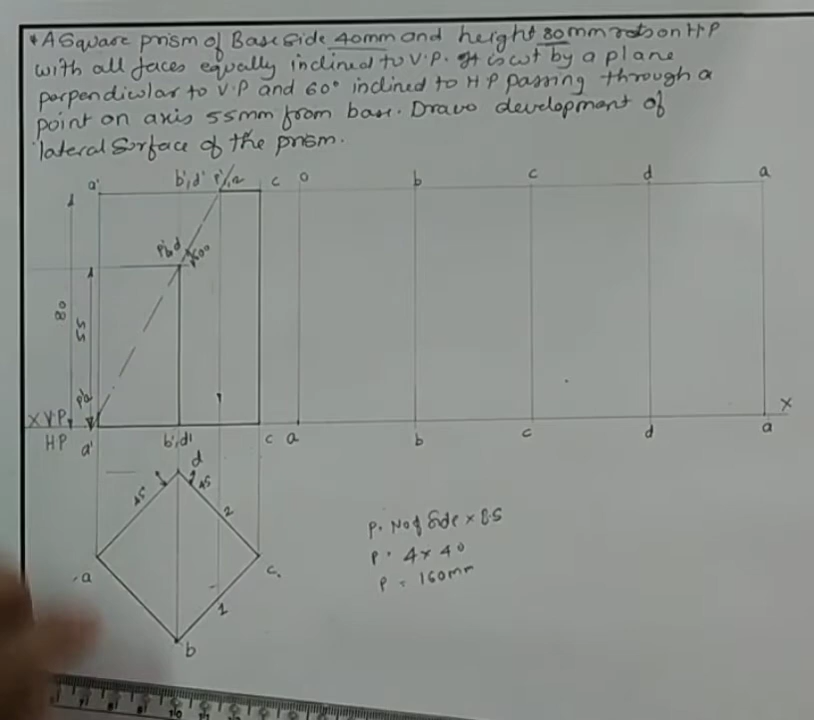 * A Square prism of Base side 40mm and height 80mm rests on H P
with all faces equally inclined to V.P. It is cut by a plane
perpendicular to V.P and 60° inclined to H P passing through a
point on axis 55mm from base. Draw development of
lateral Surface of the prism.
a' b',d' c o b c d a
60°
80 55
X V.P. X
HP a' b',d' c a b c d a
d
45 45
2
a c
1
b
P. No of Side × B.S
P = 4 × 40
P = 160mm